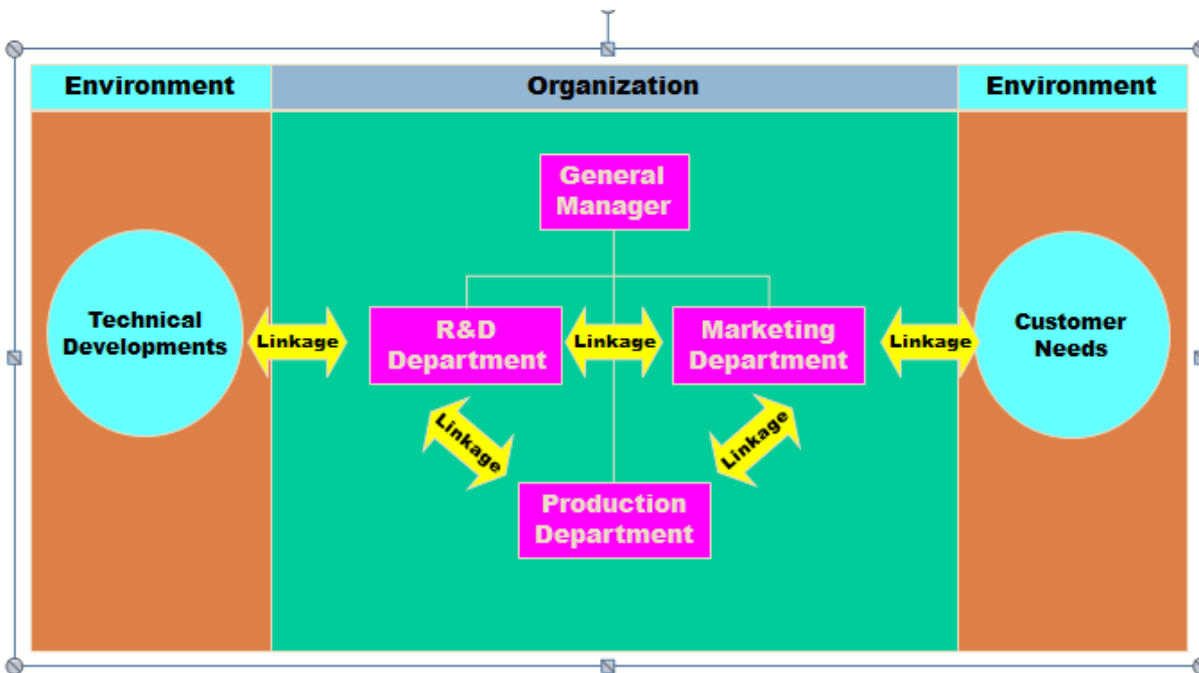 Environment
Organization
Environment
General
Manager
Technical
Developments
Linkage
R&D
Department
Linkage
Marketing
Department
Linkage
Customer
Needs
Linkage
Linkage
Production
Department